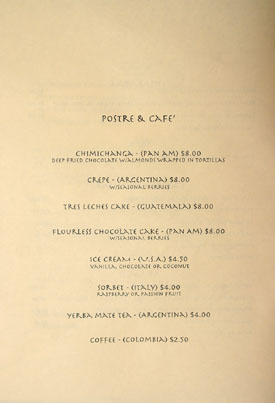 POSTRE & CAFE'
CHIMICHANGA - (PAN AM) $8.00
DEEP FRIED CHOCOLATE W/ALMONDS WRAPPED IN TORTILLAS
CREPE - (ARGENTINA) $8.00
W/SEASONAL BERRIES
TRES LECHES CAKE - (GUATEMALA) $8.00
FLOURLESS CHOCOLATE CAKE - (PAN AM) $8.00
W/SEASONAL BERRIES
ICE CREAM - (U.S.A.) $4.50
VANILLA, CHOCOLATE OR COCONUT
SORBET - (ITALY) $4.00
RASPBERRY OR PASSION FRUIT
YERBA MATE TEA - (ARGENTINA) $4.00
COFFEE - (COLOMBIA) $2.50